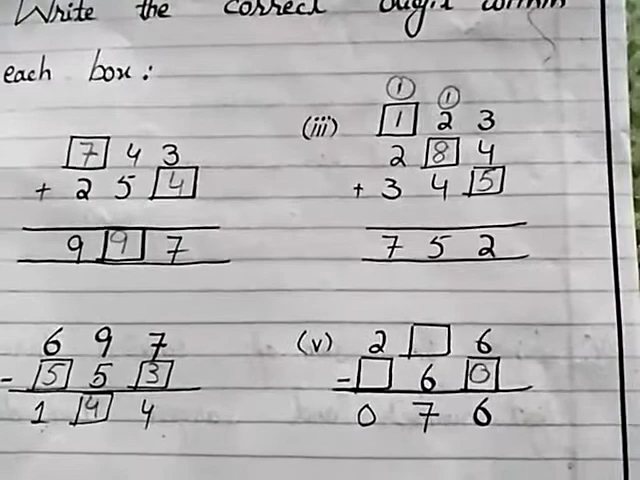 Write the correct digit within
each box:
7 4 3
+ 2 5 4
9 9 7
(iii) 1 1
1 2 3
2 8 4
+ 3 4 5
7 5 2
6 9 7
- 5 5 3
1 4 4
(v) 2 6
- 6 0
0 7 6